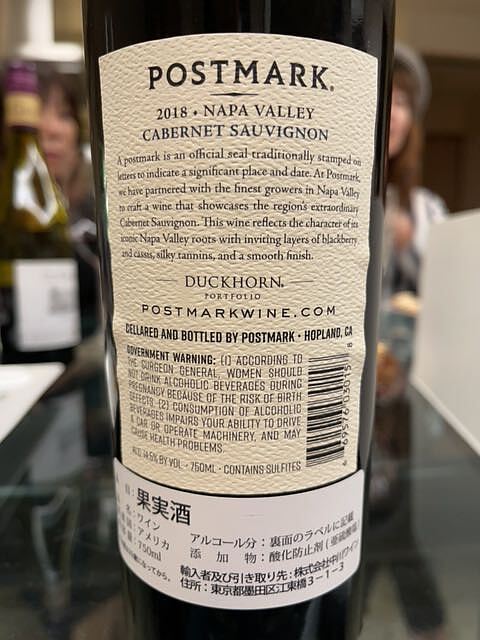 POSTMARK®
2018 • NAPA VALLEY
CABERNET SAUVIGNON
A postmark is an official seal traditionally stamped on
letters to indicate a significant place and date. At Postmark,
we have partnered with the finest growers in Napa Valley
to craft a wine that showcases the region's extraordinary
Cabernet Sauvignon. This wine reflects the character of its
iconic Napa Valley roots with inviting layers of blackberry
and cassis, silky tannins, and a smooth finish.
DUCKHORN®
PORTFOLIO
POSTMARKWINE.COM
CELLARED AND BOTTLED BY POSTMARK • HOPLAND, CA
GOVERNMENT WARNING: (1) ACCORDING TO
THE SURGEON GENERAL, WOMEN SHOULD
NOT DRINK ALCOHOLIC BEVERAGES DURING
PREGNANCY BECAUSE OF THE RISK OF BIRTH
DEFECTS. (2) CONSUMPTION OF ALCOHOLIC
BEVERAGES IMPAIRS YOUR ABILITY TO DRIVE
A CAR OR OPERATE MACHINERY, AND MAY
CAUSE HEALTH PROBLEMS.
ALC. 14.5% BY VOL. • 750ML • CONTAINS SULFITES
目：果実酒
名：ワイン
国：アメリカ
量：750ml
になってから。
アルコール分：裏面のラベルに記載
添加物：酸化防止剤
輸入者及び引き取り先：株式会社中川ワイン
住所：東京都墨田区江東橋３－１－３